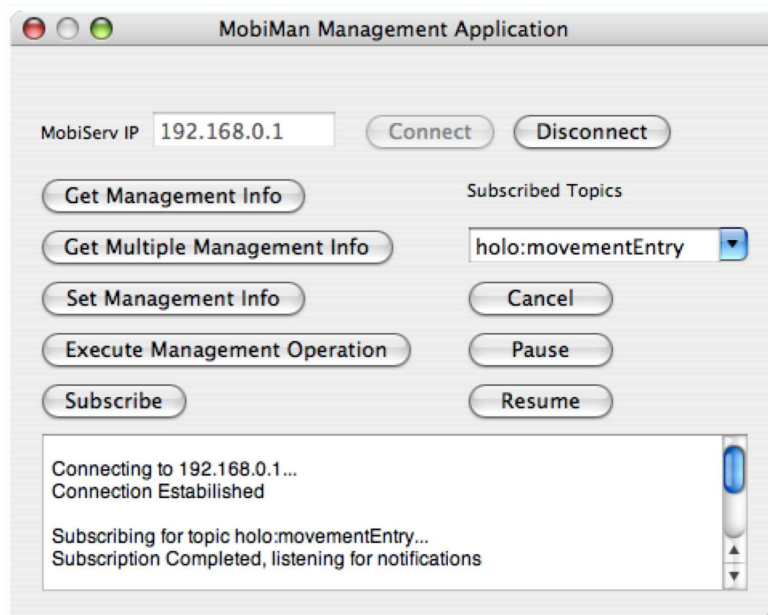 MobiMan Management Application
MobiServ IP 192.168.0.1 Connect Disconnect
Get Management Info Subscribed Topics
Get Multiple Management Info holo:movementEntry
Set Management Info Cancel
Execute Management Operation Pause
Subscribe Resume
Connecting to 192.168.0.1...
Connection Estabilished
Subscribing for topic holo:movementEntry...
Subscription Completed, listening for notifications